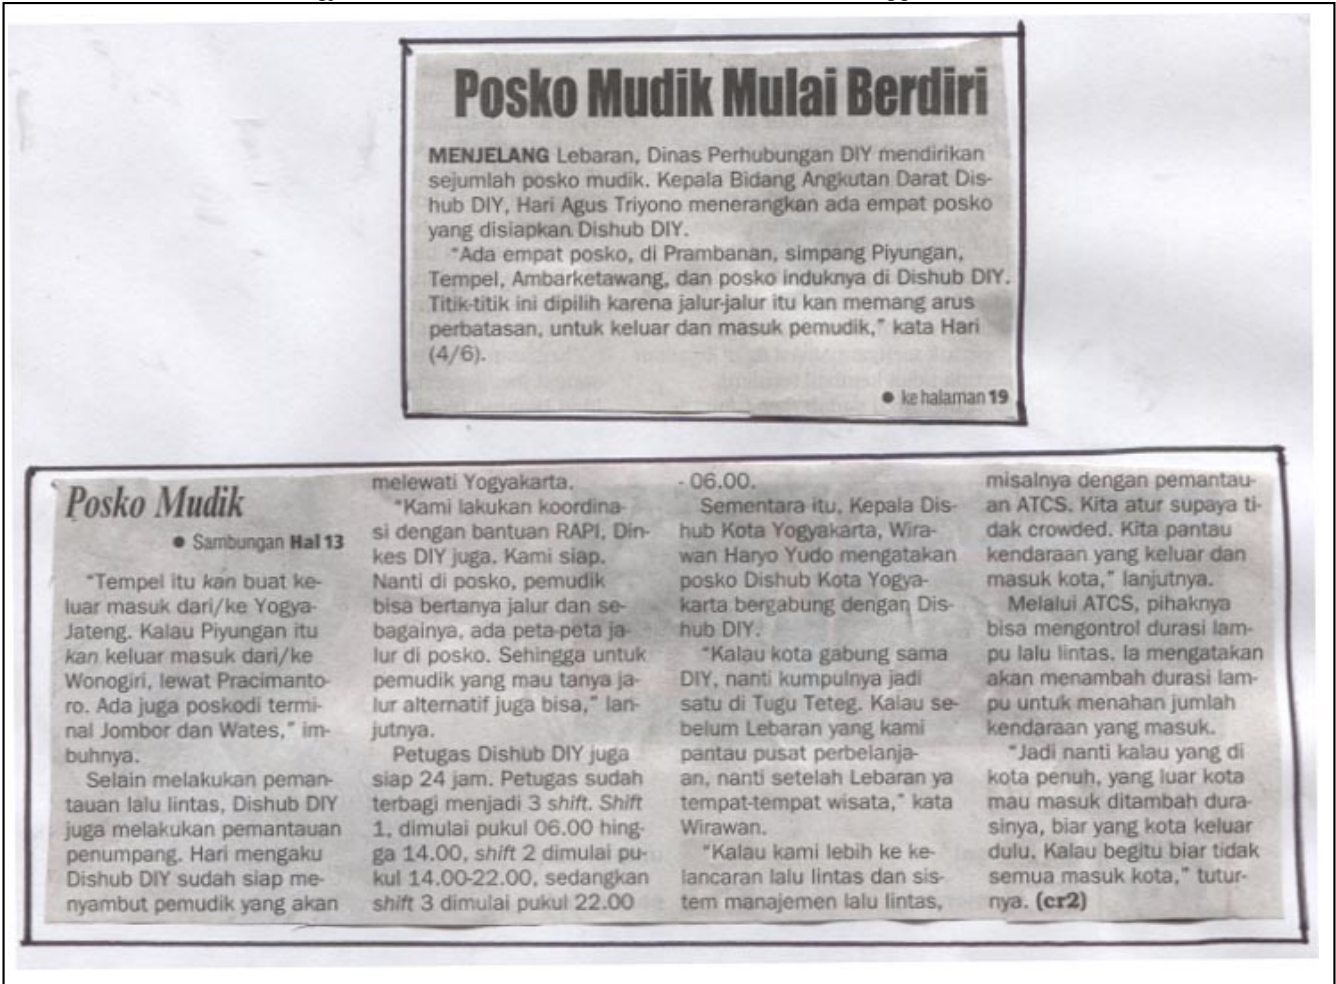 Posko Mudik Mulai Berdiri
MENJELANG Lebaran, Dinas Perhubungan DIY mendirikan
sejumlah posko mudik. Kepala Bidang Angkutan Darat Dis-
hub DIY, Hari Agus Triyono menerangkan ada empat posko
yang disiapkan Dishub DIY.
"Ada empat posko, di Prambanan, simpang Piyungan,
Tempel, Ambarketawang, dan posko induknya di Dishub DIY.
Titik-titik ini dipilih karena jalur-jalur itu kan memang arus
perbatasan, untuk keluar dan masuk pemudik," kata Hari
(4/6).
● ke halaman 19
Posko Mudik
● Sambungan Hal 13
"Tempel itu kan buat ke-
luar masuk dari/ke Yogya-
Jateng. Kalau Piyungan itu
kan keluar masuk dari/ke
Wonogiri, lewat Pracimanto-
ro. Ada juga poskodi termi-
nal Jombor dan Wates," im-
buhnya.
Selain melakukan peman-
tauan lalu lintas, Dishub DIY
juga melakukan pemantauan
penumpang. Hari mengaku
Dishub DIY sudah siap me-
nyambut pemudik yang akan
melewati Yogyakarta.
"Kami lakukan koordina-
si dengan bantuan RAPI, Din-
kes DIY juga. Kami siap.
Nanti di posko, pemudik
bisa bertanya jalur dan se-
bagainya, ada peta-peta ja-
lur di posko. Sehingga untuk
pemudik yang mau tanya ja-
lur alternatif juga bisa," lan-
jutnya.
Petugas Dishub DIY juga
siap 24 jam. Petugas sudah
terbagi menjadi 3 shift. Shift
1, dimulai pukul 06.00 hing-
ga 14.00, shift 2 dimulai pu-
kul 14.00-22.00, sedangkan
shift 3 dimulai pukul 22.00
- 06.00.
Sementara itu, Kepala Dis-
hub Kota Yogyakarta, Wira-
wan Haryo Yudo mengatakan
posko Dishub Kota Yogya-
karta bergabung dengan Dis-
hub DIY.
"Kalau kota gabung sama
DIY, nanti kumpulnya jadi
satu di Tugu Teteg. Kalau se-
belum Lebaran yang kami
pantau pusat perbelanja-
an, nanti setelah Lebaran ya
tempat-tempat wisata," kata
Wirawan.
"Kalau kami lebih ke ke-
lancaran lalu lintas dan sis-
tem manajemen lalu lintas,
misalnya dengan pemantau-
an ATCS. Kita atur supaya ti-
dak crowded. Kita pantau
kendaraan yang keluar dan
masuk kota," lanjutnya.
Melalui ATCS, pihaknya
bisa mengontrol durasi lam-
pu lalu lintas. Ia mengatakan
akan menambah durasi lam-
pu untuk menahan jumlah
kendaraan yang masuk.
"Jadi nanti kalau yang di
kota penuh, yang luar kota
mau masuk ditambah dura-
sinya, biar yang kota keluar
dulu. Kalau begitu biar tidak
semua masuk kota," tutur-
nya. (cr2)